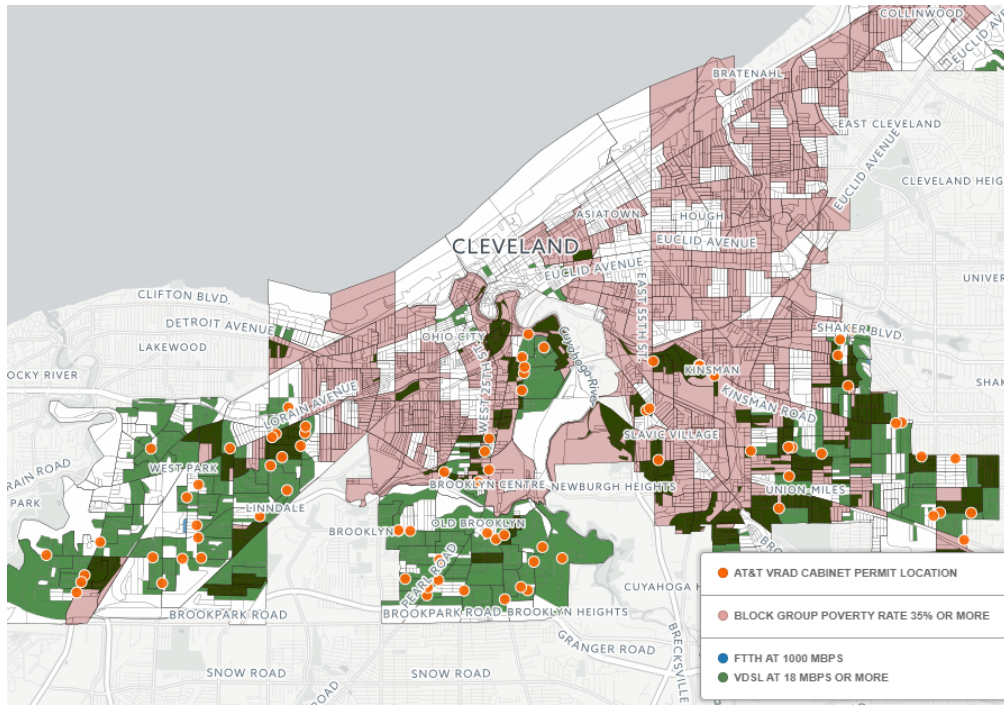 COLLINWOOD
EUCLID AVENUE
BRATENAHL
EAST CLEVELAND
EUCLID AVENUE
CLEVELAND HEIG
ASIATOWN
HOUGH
CLEVELAND
EUCLID AVENUE
EUCLID AVENUE
EAST 55TH ST.
UNIVER
CLIFTON BLVD.
DETROIT AVENUE
LAKEWOOD
OHIO CITY
Cuyahoga River
SHAKER BLVD.
OCKY RIVER
KINSMAN
SHAK
LORAIN AVENUE
WEST 25TH
KINSMAN ROAD
SLAVIC VILLAGE
WEST PARK
RAIN ROAD
BROOKLYN CENTRE
NEWBURGH HEIGHTS
UNION-MILES
PARK
LINNDALE
BROOKLYN
OLD BROOKLYN
PEARL ROAD
CUYAHOGA H
BROOKPARK ROAD
BROOKPARK ROAD
BROOKLYN HEIGHTS
GRANGER ROAD
BRECKSVILLE
SNOW ROAD
SNOW ROAD
AT&T VRAD CABINET PERMIT LOCATION
BLOCK GROUP POVERTY RATE 35% OR MORE
FTTH AT 1000 MBPS
VDSL AT 18 MBPS OR MORE